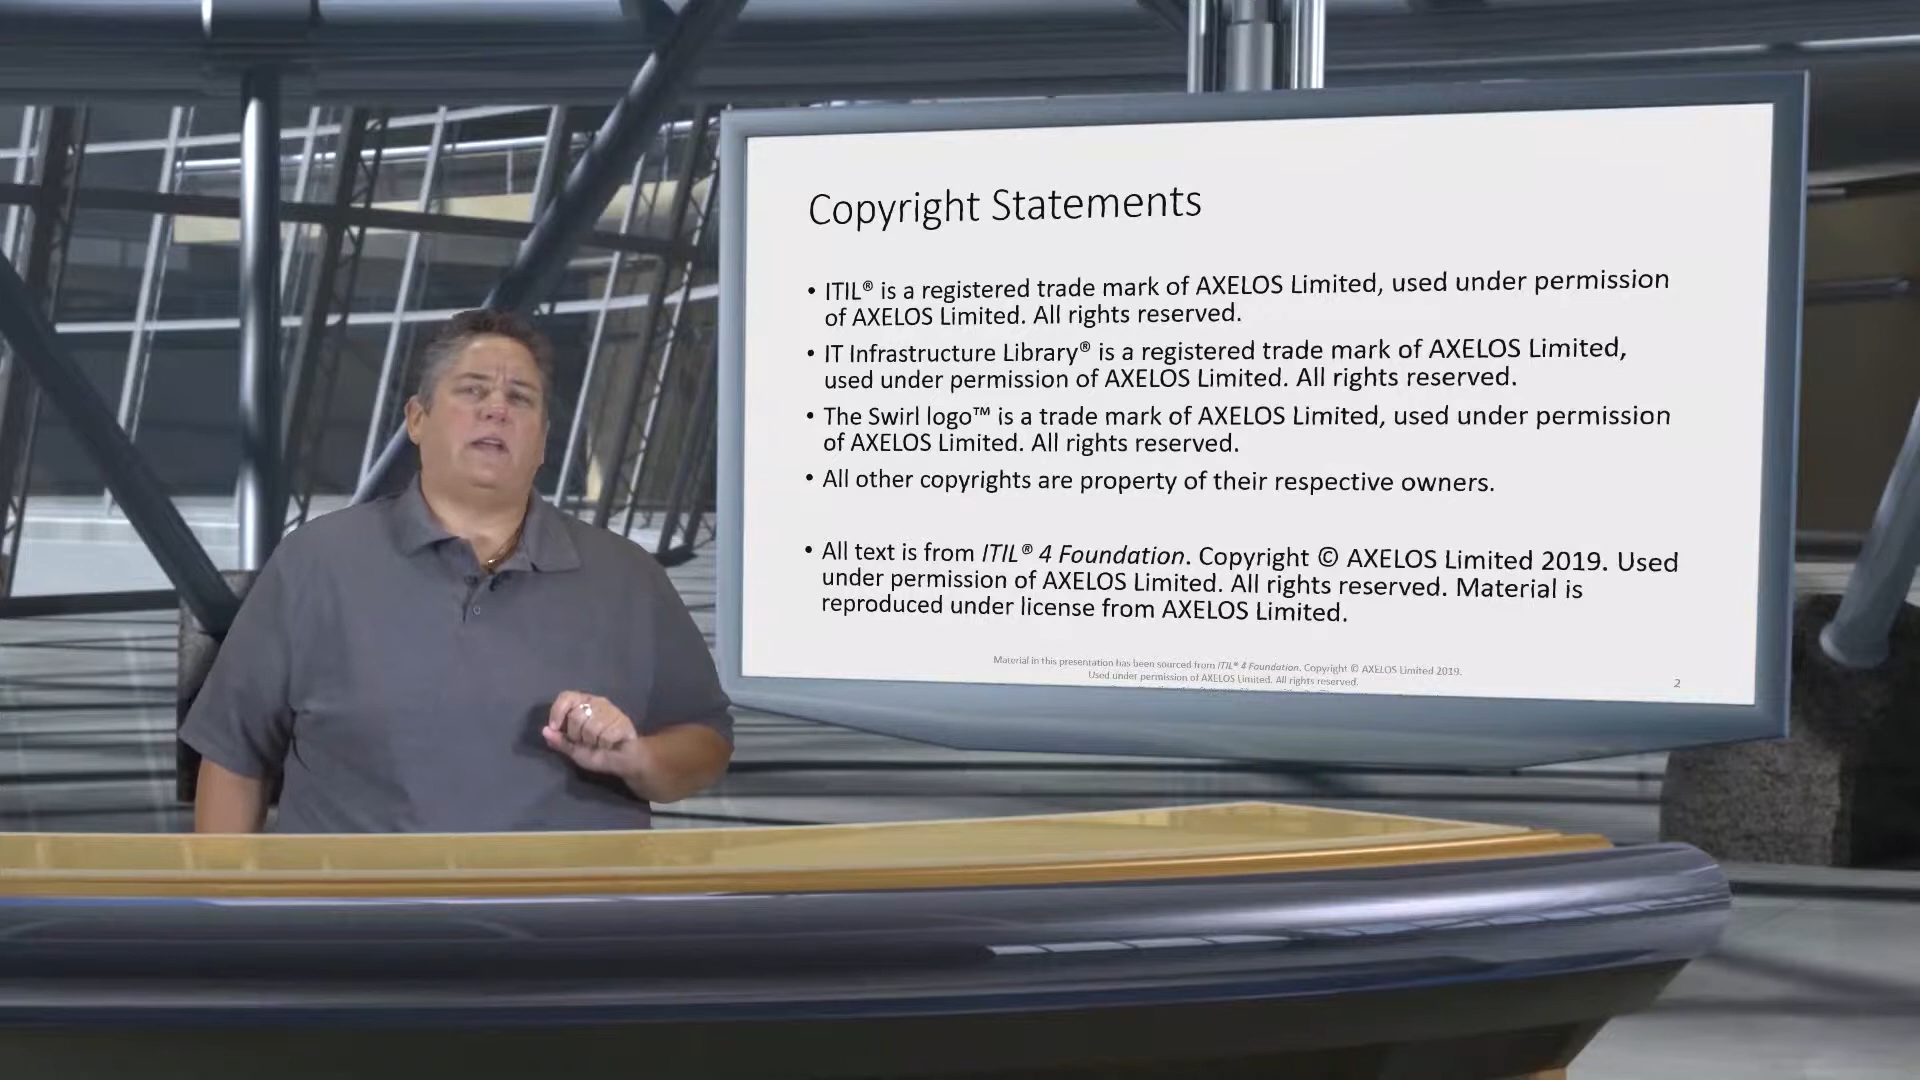 Copyright Statements
• ITIL® is a registered trade mark of AXELOS Limited, used under permission
of AXELOS Limited. All rights reserved.
• IT Infrastructure Library® is a registered trade mark of AXELOS Limited,
used under permission of AXELOS Limited. All rights reserved.
• The Swirl logo™ is a trade mark of AXELOS Limited, used under permission
of AXELOS Limited. All rights reserved.
• All other copyrights are property of their respective owners.
• All text is from ITIL® 4 Foundation. Copyright © AXELOS Limited 2019. Used
under permission of AXELOS Limited. All rights reserved. Material is
reproduced under license from AXELOS Limited.
Material in this presentation has been sourced from ITIL® 4 Foundation. Copyright © AXELOS Limited 2019.
Used under permission of AXELOS Limited. All rights reserved.
2